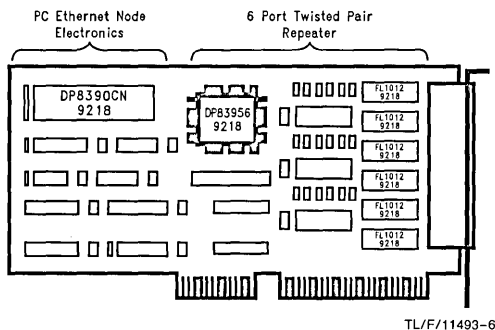 PC Ethernet Node
Electronics
6 Port Twisted Pair
Repeater
DP8390CN
9218
DP83956
9218
FL1012
9218
FL1012
9218
FL1012
9218
FL1012
9218
FL1012
9218
FL1012
9218
TL/F/11493-6